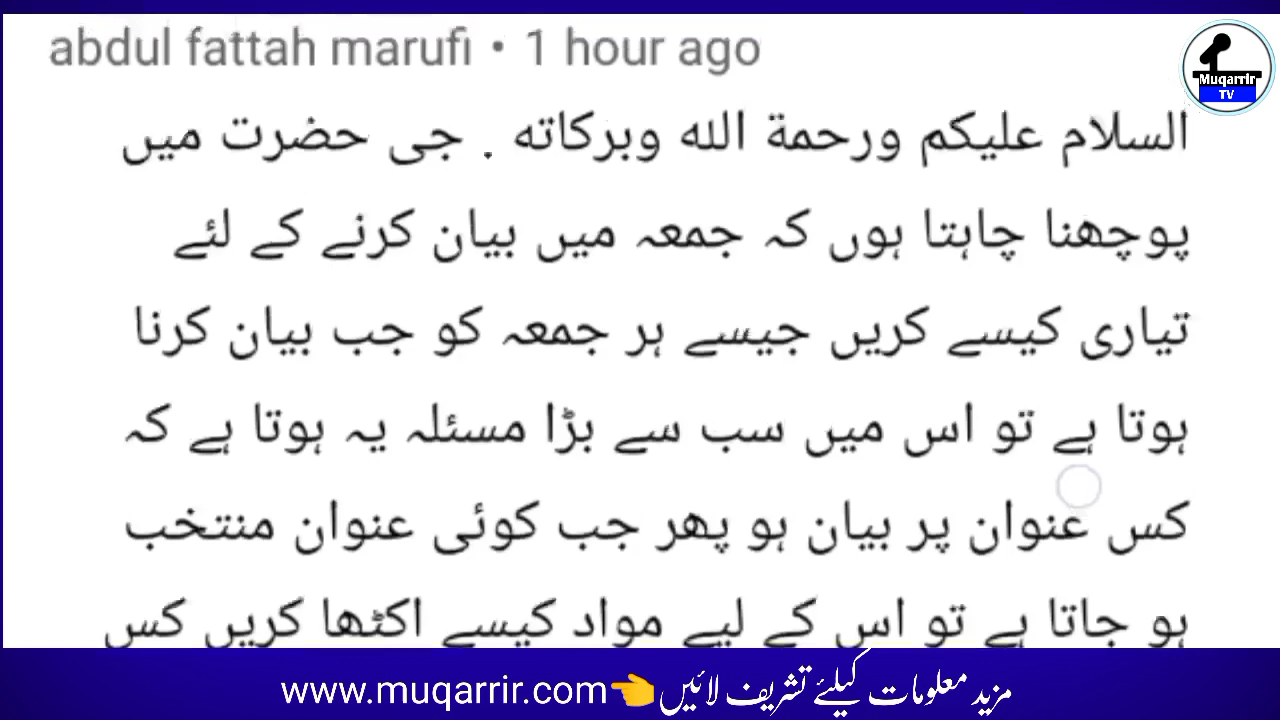 abdul fattah marufi • 1 hour ago
Muqarrir
TV
السلام علیکم ورحمة الله وبركاته . جی حضرت میں
پوچھنا چاہتا ہوں کہ جمعہ میں بیان کرنے کے لئے
تیاری کیسے کریں جیسے ہر جمعہ کو جب بیان کرنا
ہوتا ہے تو اس میں سب سے بڑا مسئلہ یہ ہوتا ہے کہ
کس عنوان پر بیان ہو پھر جب کوئی عنوان منتخب
ہو جاتا ہے تو اس کے لیے مواد کیسے اکٹھا کریں کس
مزید معلومات کیلئے تشریف لائیں👈www.muqarrir.com